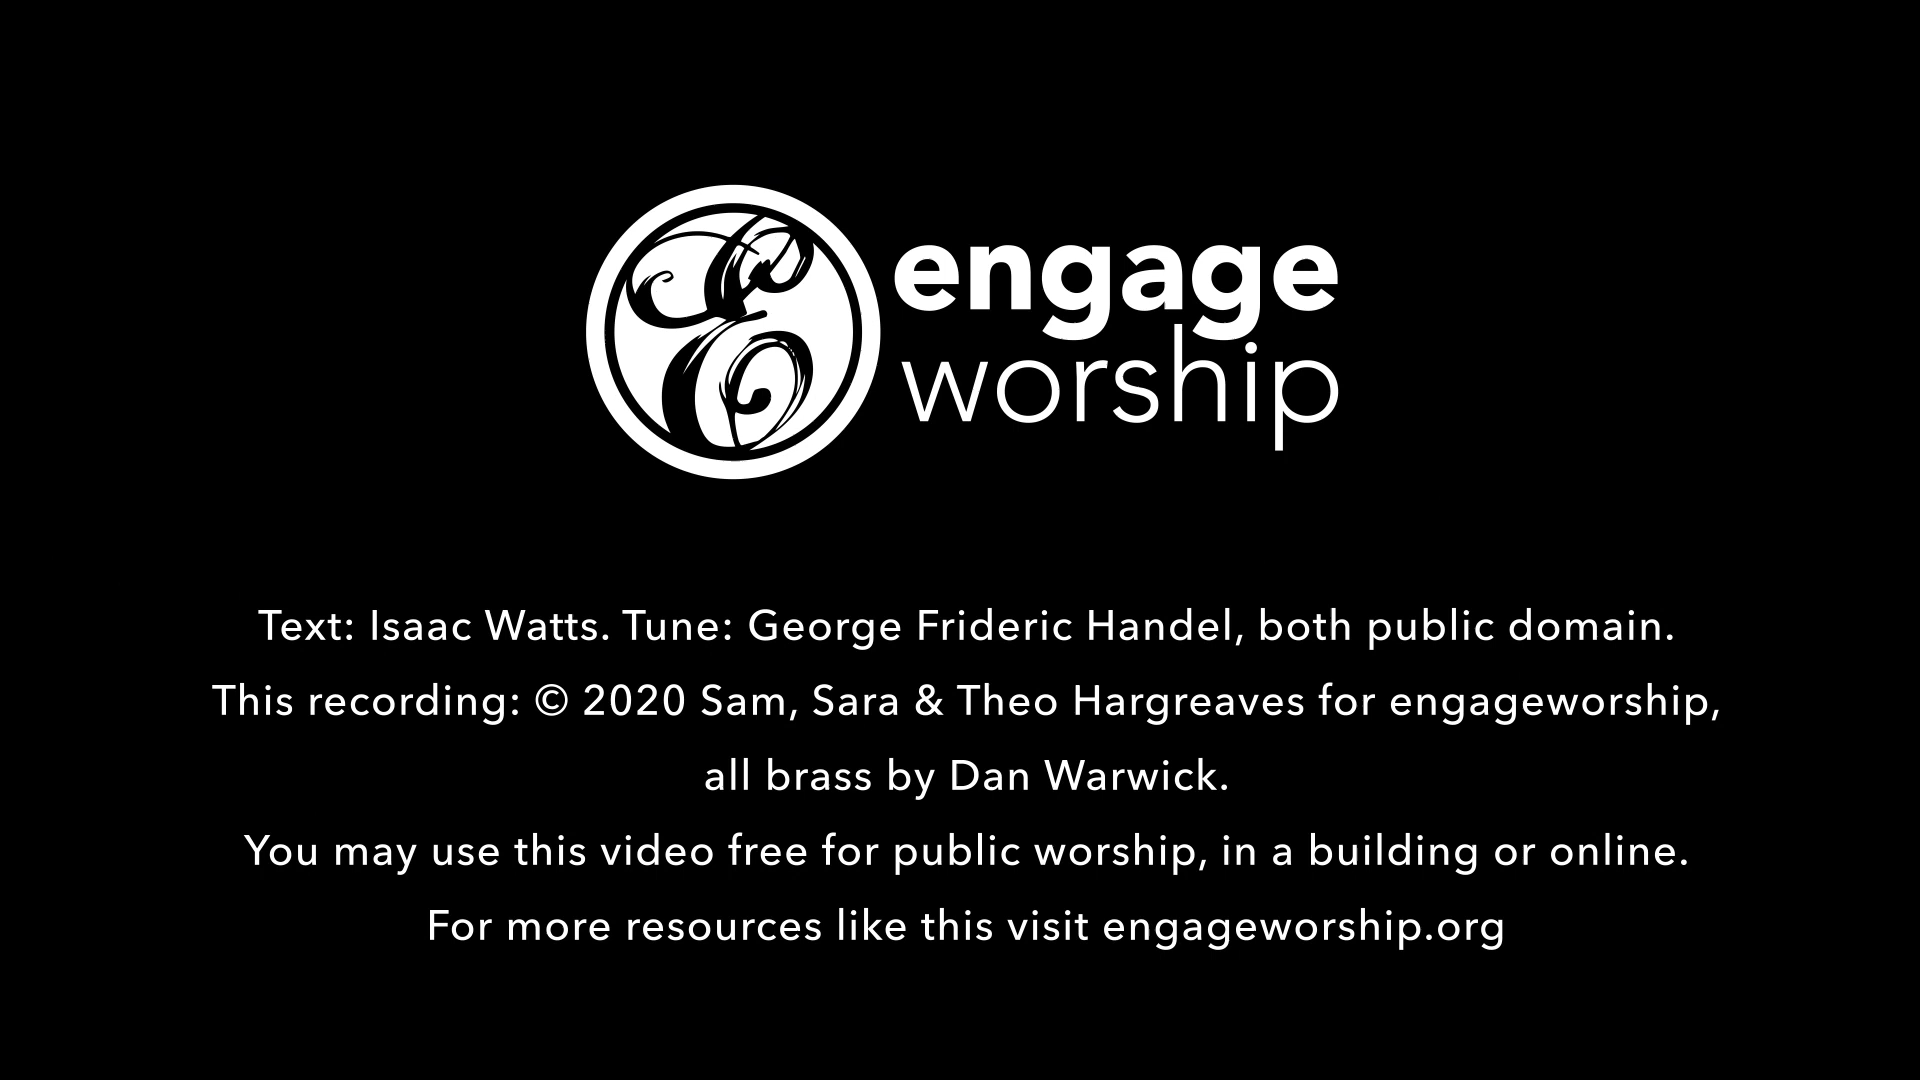 engage
worship
Text: Isaac Watts. Tune: George Frideric Handel, both public domain.
This recording: © 2020 Sam, Sara & Theo Hargreaves for engageworship,
all brass by Dan Warwick.
You may use this video free for public worship, in a building or online.
For more resources like this visit engageworship.org